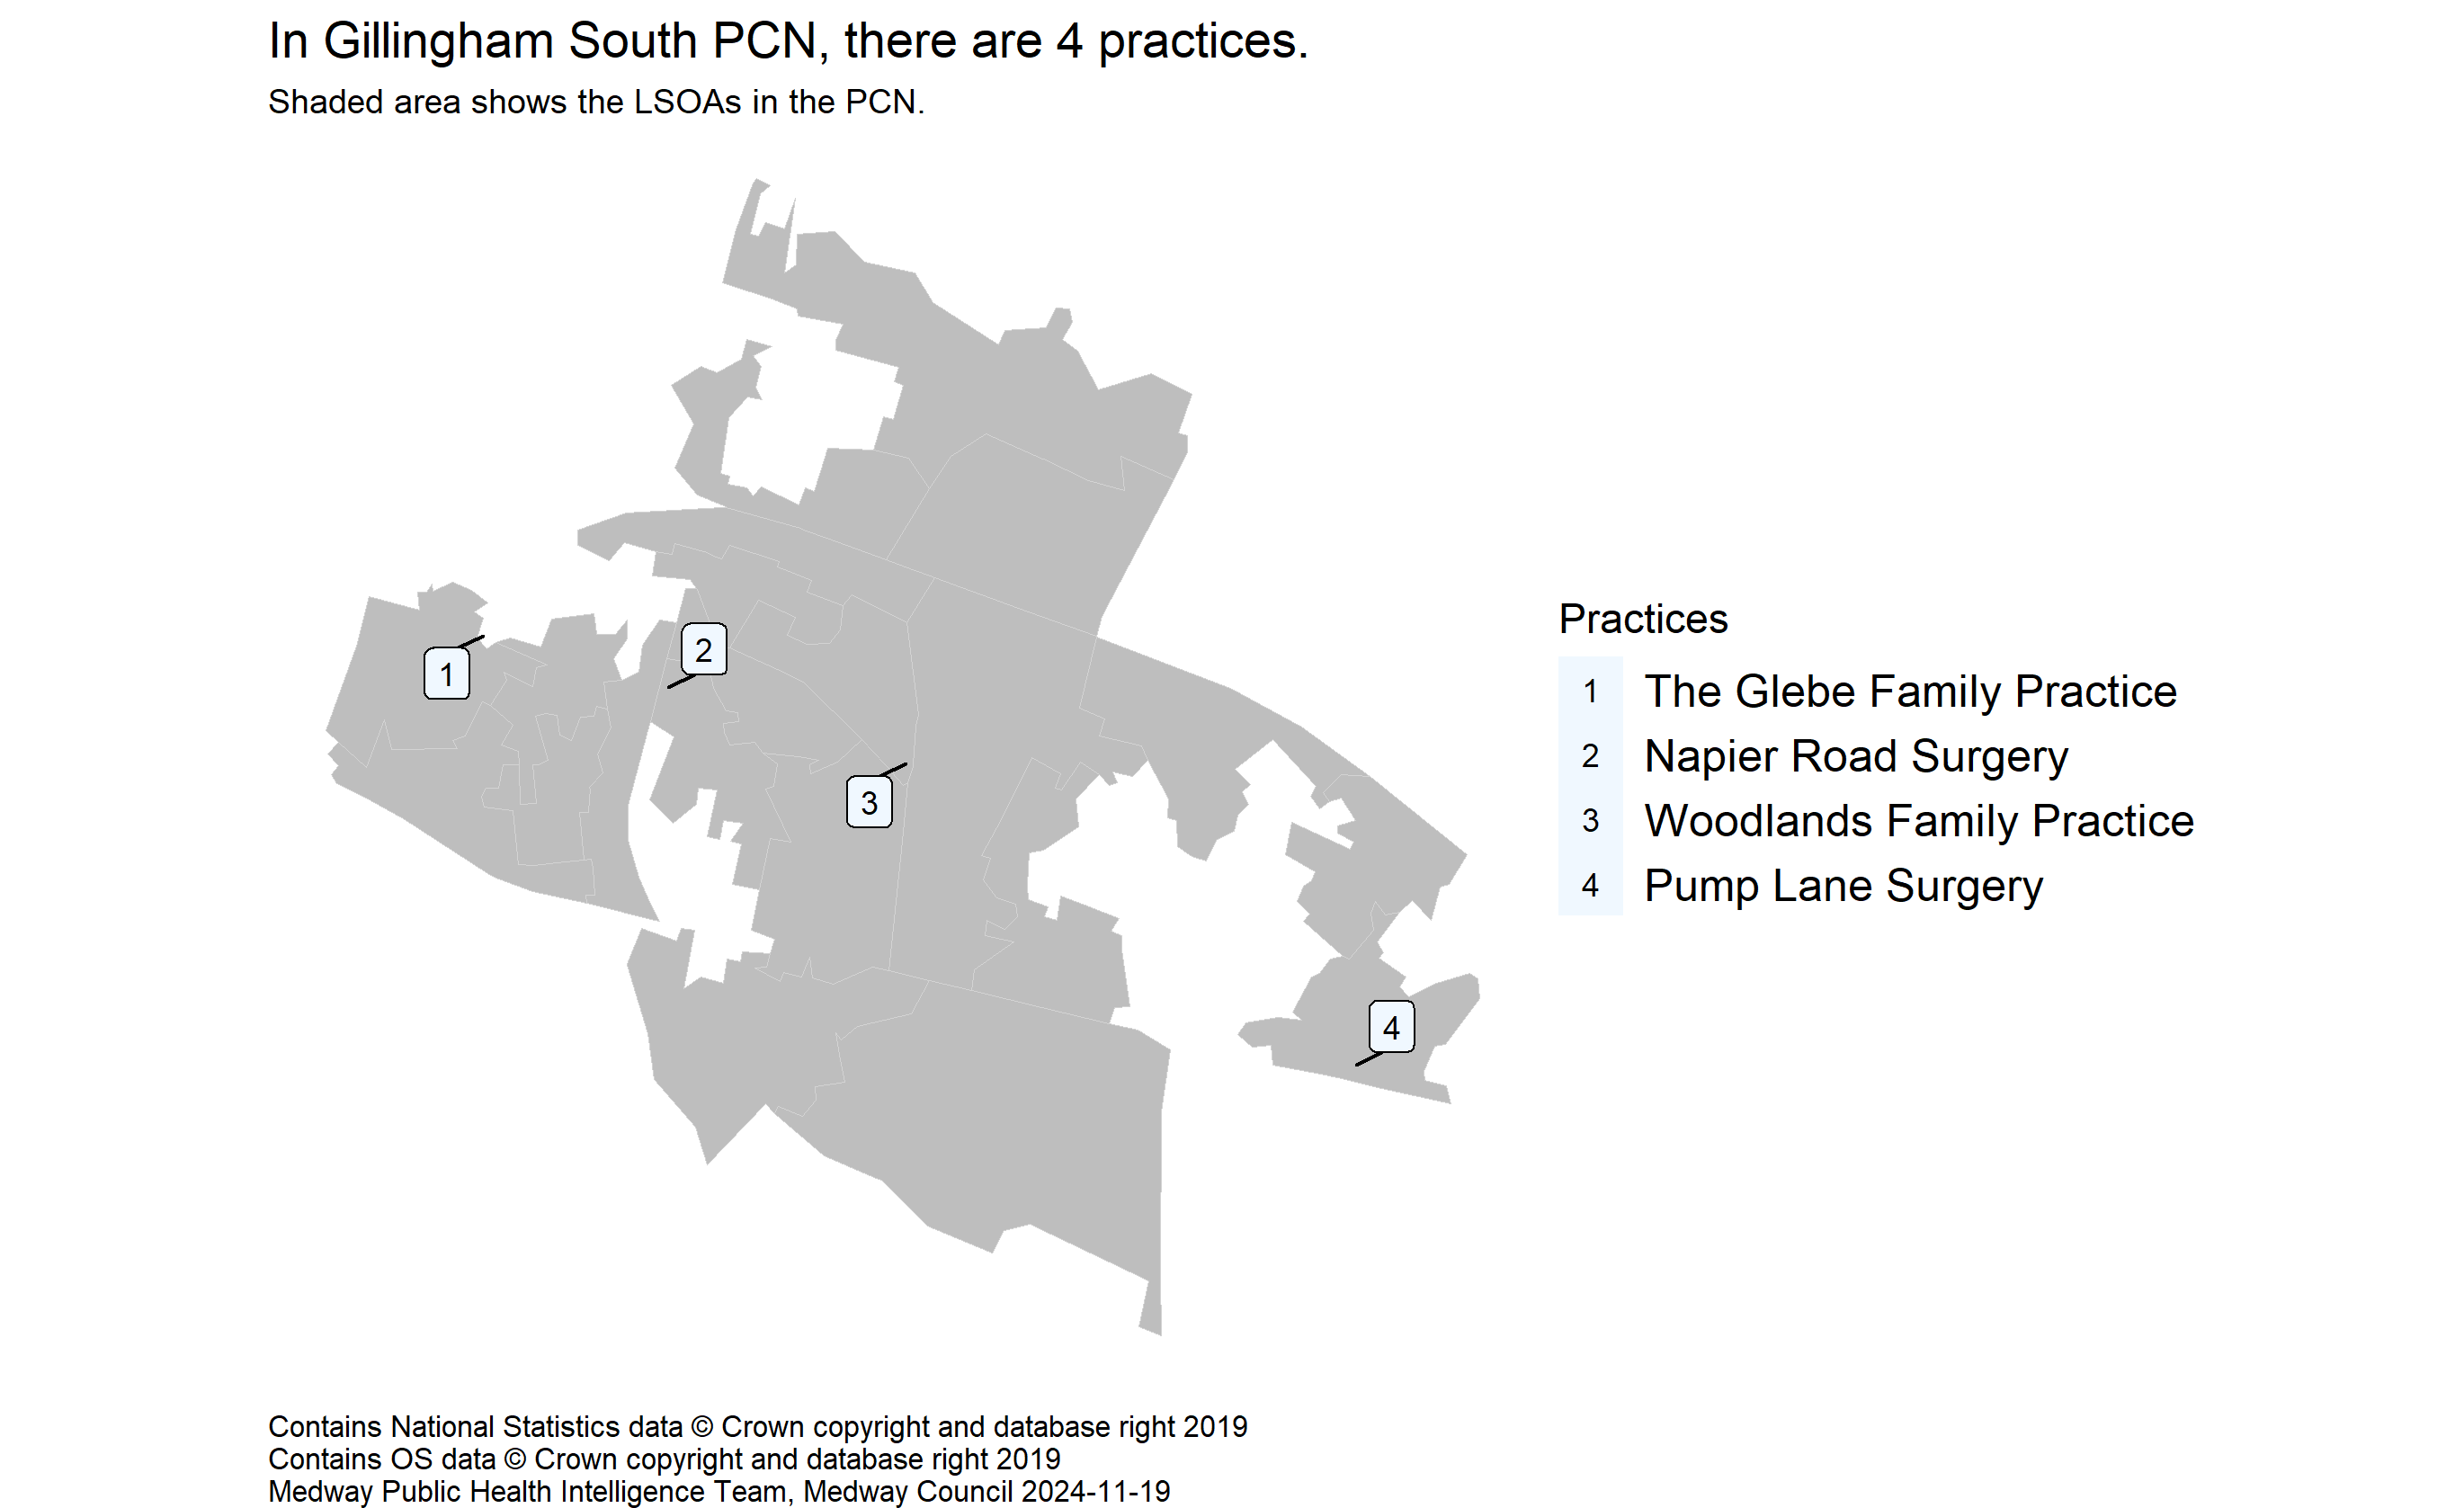 In Gillingham South PCN, there are 4 practices.
Shaded area shows the LSOAs in the PCN.
1
2
3
4
Practices
1 The Glebe Family Practice
2 Napier Road Surgery
3 Woodlands Family Practice
4 Pump Lane Surgery
Contains National Statistics data © Crown copyright and database right 2019
Contains OS data © Crown copyright and database right 2019
Medway Public Health Intelligence Team, Medway Council 2024-11-19